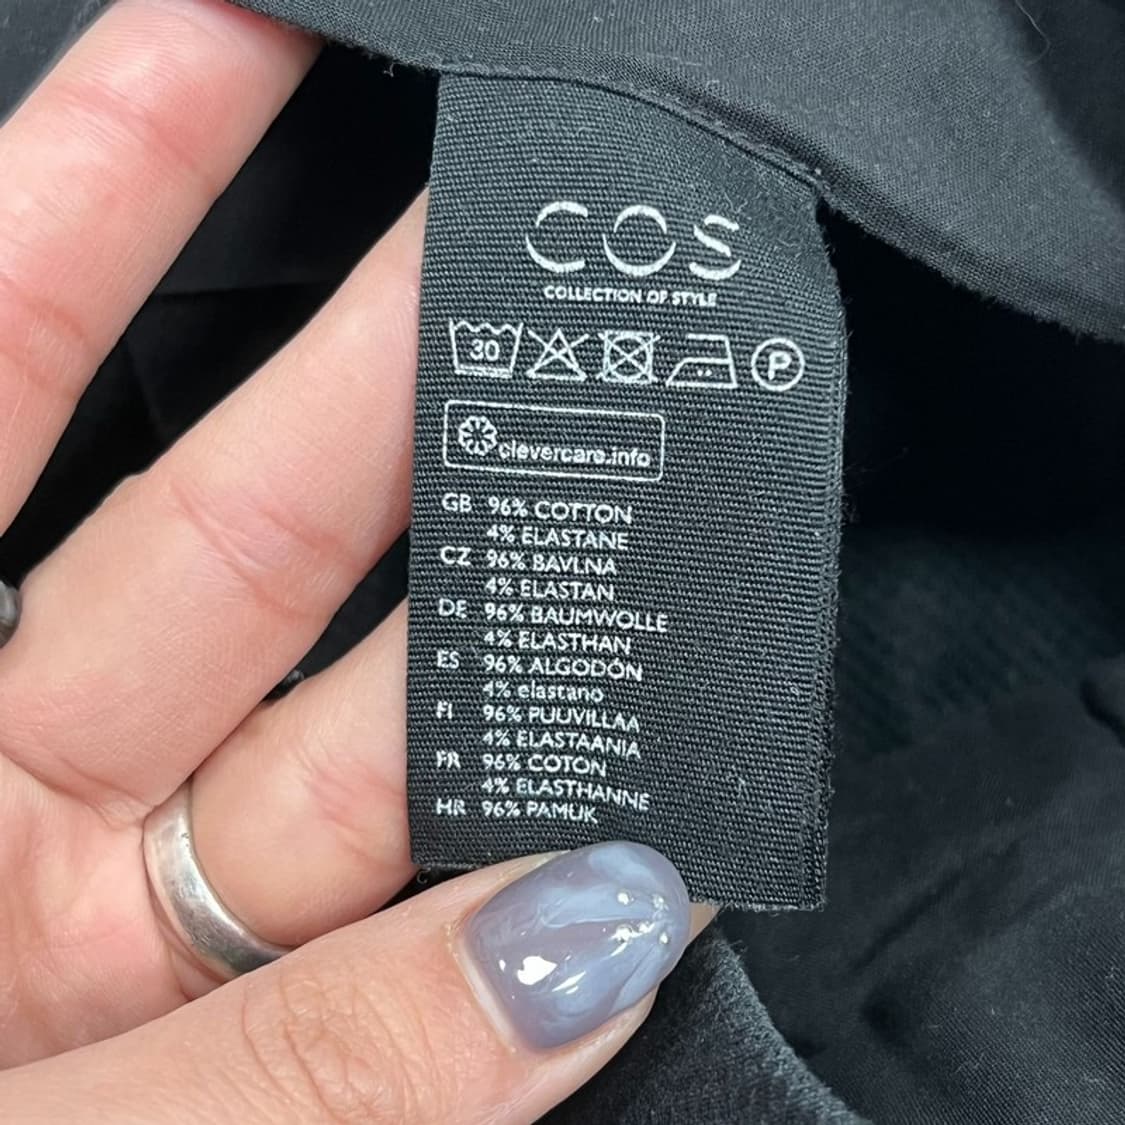 COS
COLLECTION OF STYLE
30 P
clevercare.info
GB 96% COTTON
4% ELASTANE
CZ 96% BAVLNA
4% ELASTAN
DE 96% BAUMWOLLE
4% ELASTHAN
ES 96% ALGODÓN
4% elastano
FI 96% PUUVILLAA
4% ELASTAANIA
FR 96% COTON
4% ELASTHANNE
HR 96% PAMUK